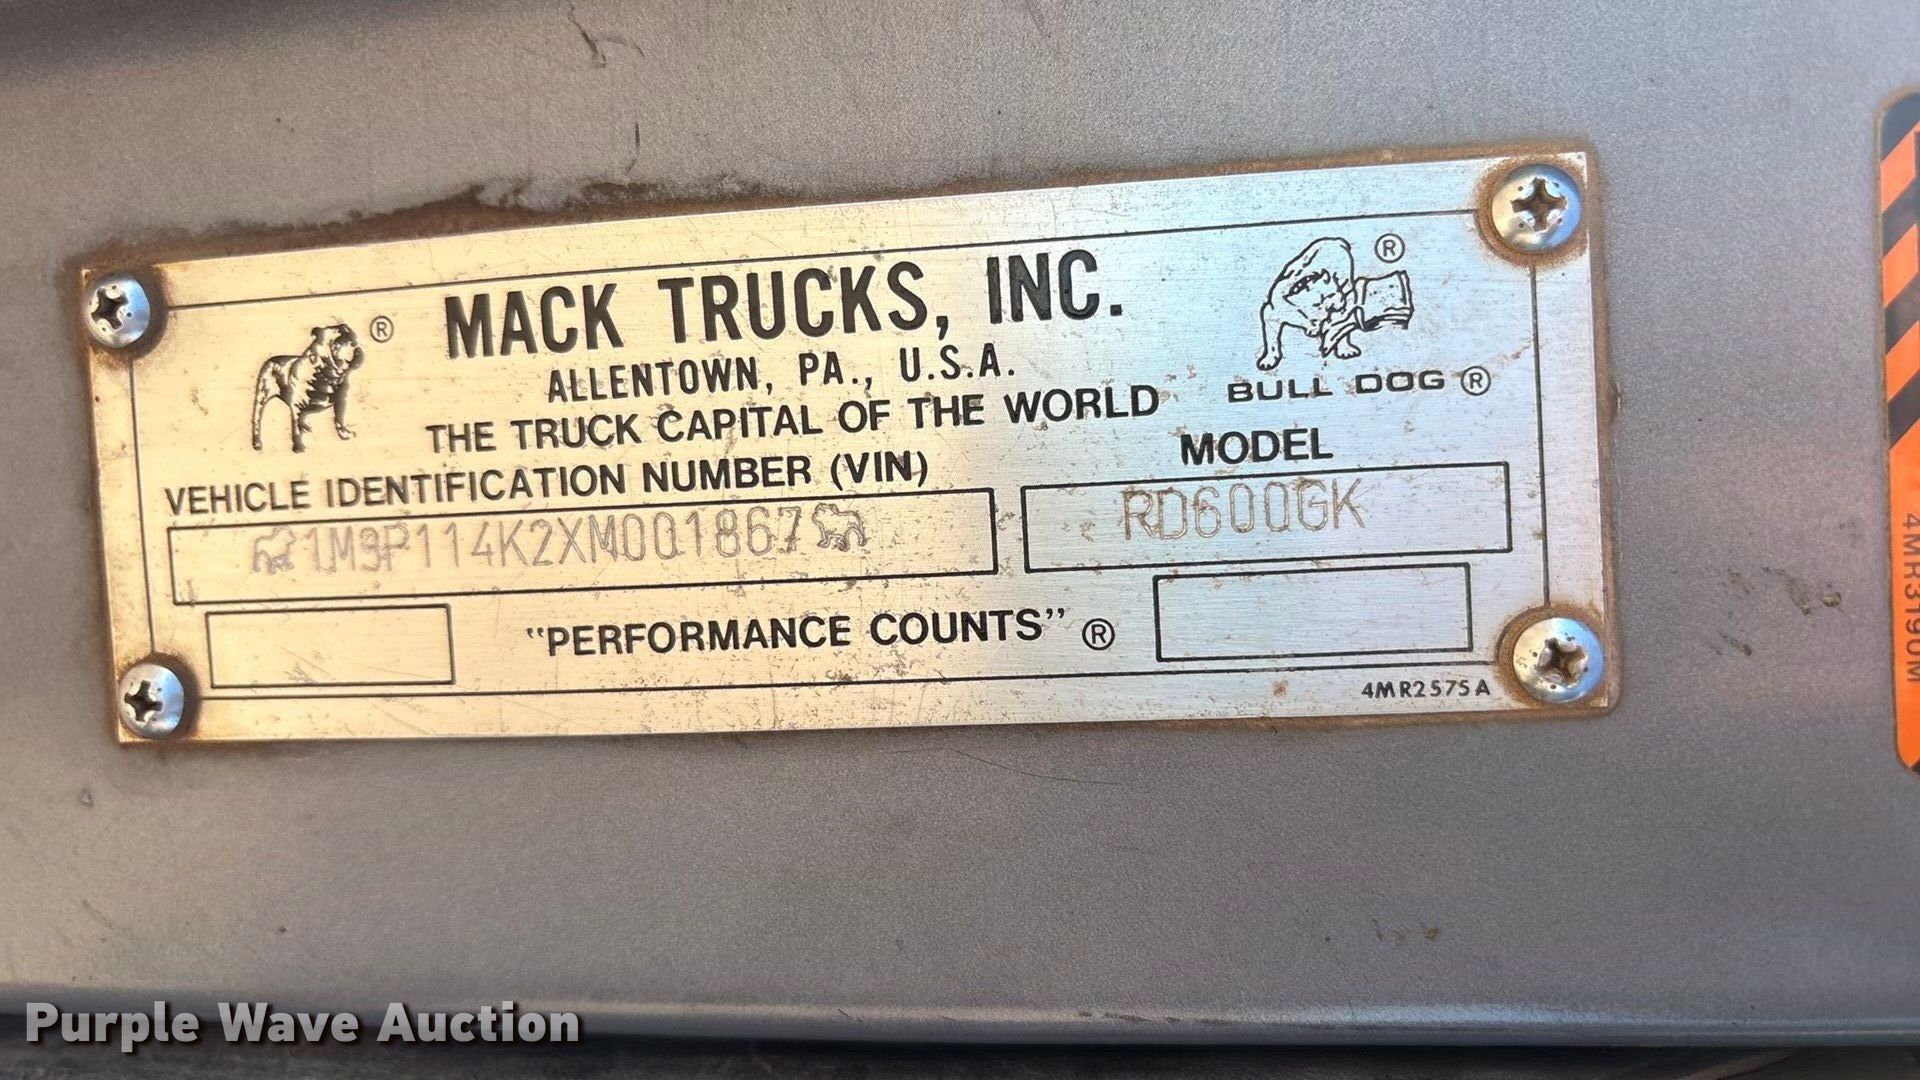 MACK TRUCKS, INC. ®
®
ALLENTOWN, PA., U.S.A.
THE TRUCK CAPITAL OF THE WORLD
BULL DOG ®
VEHICLE IDENTIFICATION NUMBER (VIN)
MODEL
1M3P114K2XM001867
RD600GK
"PERFORMANCE COUNTS" ®
4MR2575A
4MR3190M
Purple Wave Auction